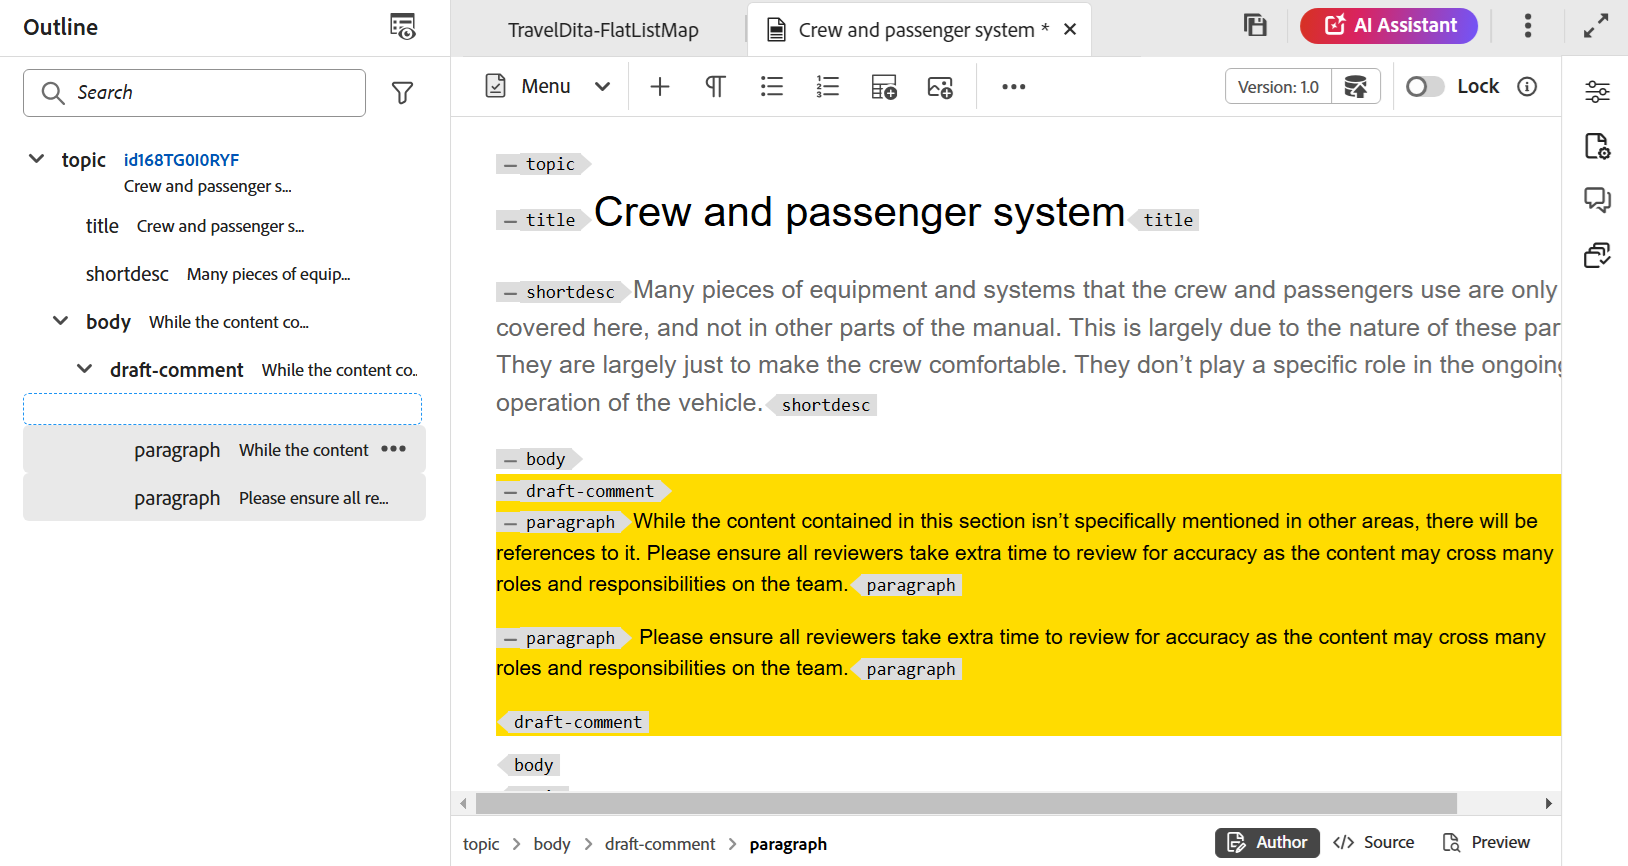 Outline
Search
topic id168TG0I0RYF
Crew and passenger s...
title Crew and passenger s...
shortdesc Many pieces of equip...
body While the content co...
draft-comment While the content co..
paragraph While the content
paragraph Please ensure all re...
TravelDita-FlatListMap
Crew and passenger system *
AI Assistant
Menu
Version: 1.0
Lock
topic
title Crew and passenger system title
shortdesc Many pieces of equipment and systems that the crew and passengers use are only
covered here, and not in other parts of the manual. This is largely due to the nature of these par
They are largely just to make the crew comfortable. They don’t play a specific role in the ongoing
operation of the vehicle. shortdesc
body
draft-comment
paragraph While the content contained in this section isn’t specifically mentioned in other areas, there will be
references to it. Please ensure all reviewers take extra time to review for accuracy as the content may cross many
roles and responsibilities on the team. paragraph
paragraph Please ensure all reviewers take extra time to review for accuracy as the content may cross many
roles and responsibilities on the team. paragraph
draft-comment
body
topic > body > draft-comment > paragraph
Author
Source
Preview